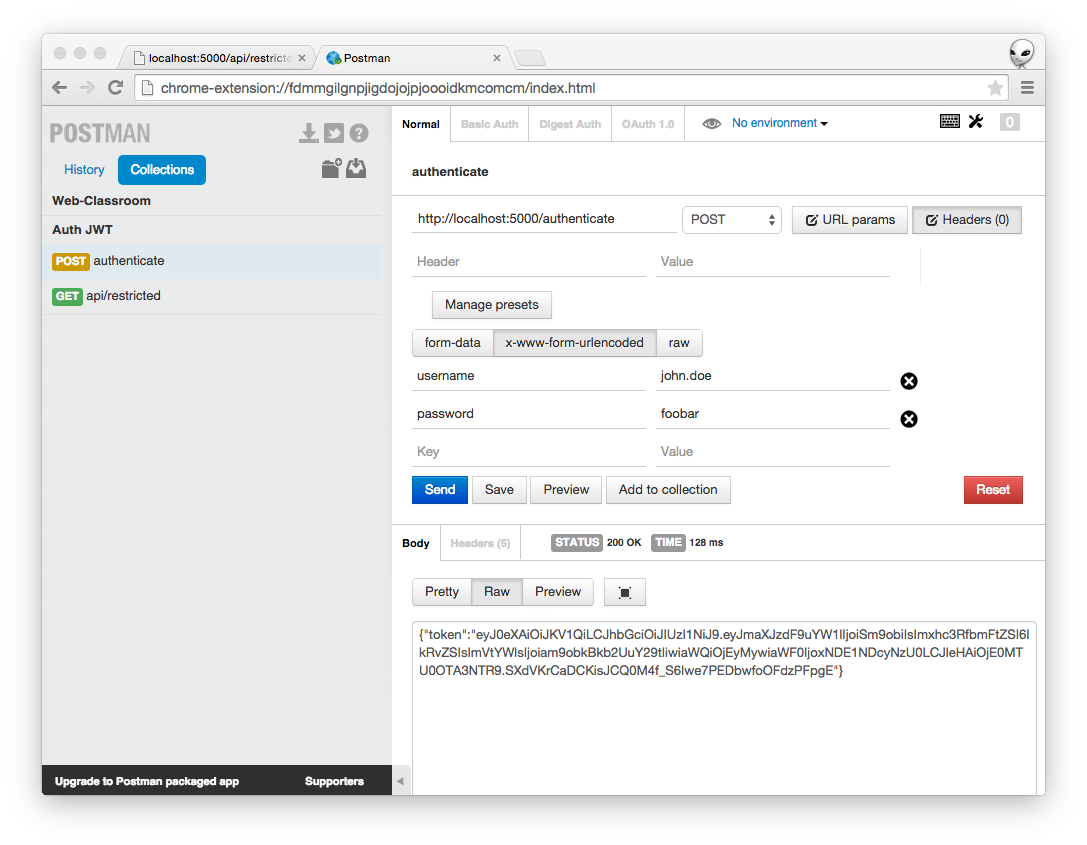 localhost:5000/api/restricte
Postman
chrome-extension://fdmmgilgnpjigdojojpjoooidkmcomcm/index.html
POSTMAN
History
Collections
Web-Classroom
Auth JWT
POST authenticate
GET api/restricted
Upgrade to Postman packaged app
Supporters
Normal
Basic Auth
Digest Auth
OAuth 1.0
No environment
0
authenticate
http://localhost:5000/authenticate
POST
URL params
Headers (0)
Header
Value
Manage presets
form-data
x-www-form-urlencoded
raw
username
john.doe
password
foobar
Key
Value
Send
Save
Preview
Add to collection
Reset
Body
Headers (5)
STATUS 200 OK
TIME 128 ms
Pretty
Raw
Preview
{"token":"eyJ0eXAiOiJKV1QiLCJhbGciOiJIUzI1NiJ9.eyJmaXJzdF9uYW1lIjoiSm9obiIsImxhc3RfbmFtZSI6I
kRvZSIsImVtYWlsIjoiam9obkBkb2UuY29tIiwiaWQiOjEyMywiaWF0IjoxNDE1NDcyNzU0LCJleHAiOjE0MT
U0OTA3NTR9.SXdVKrCaDCKisJCQ0M4f_S6lwe7PEDbwfoOFdzPFpgE"}